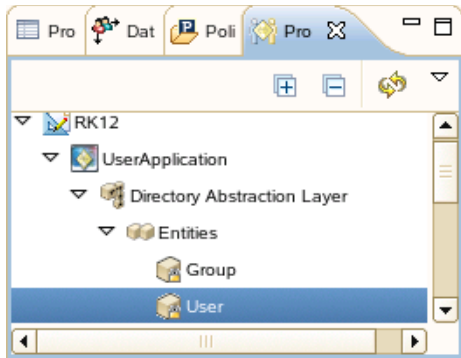 Pro Dat Poli Pro
RK12
UserApplication
Directory Abstraction Layer
Entities
Group
User